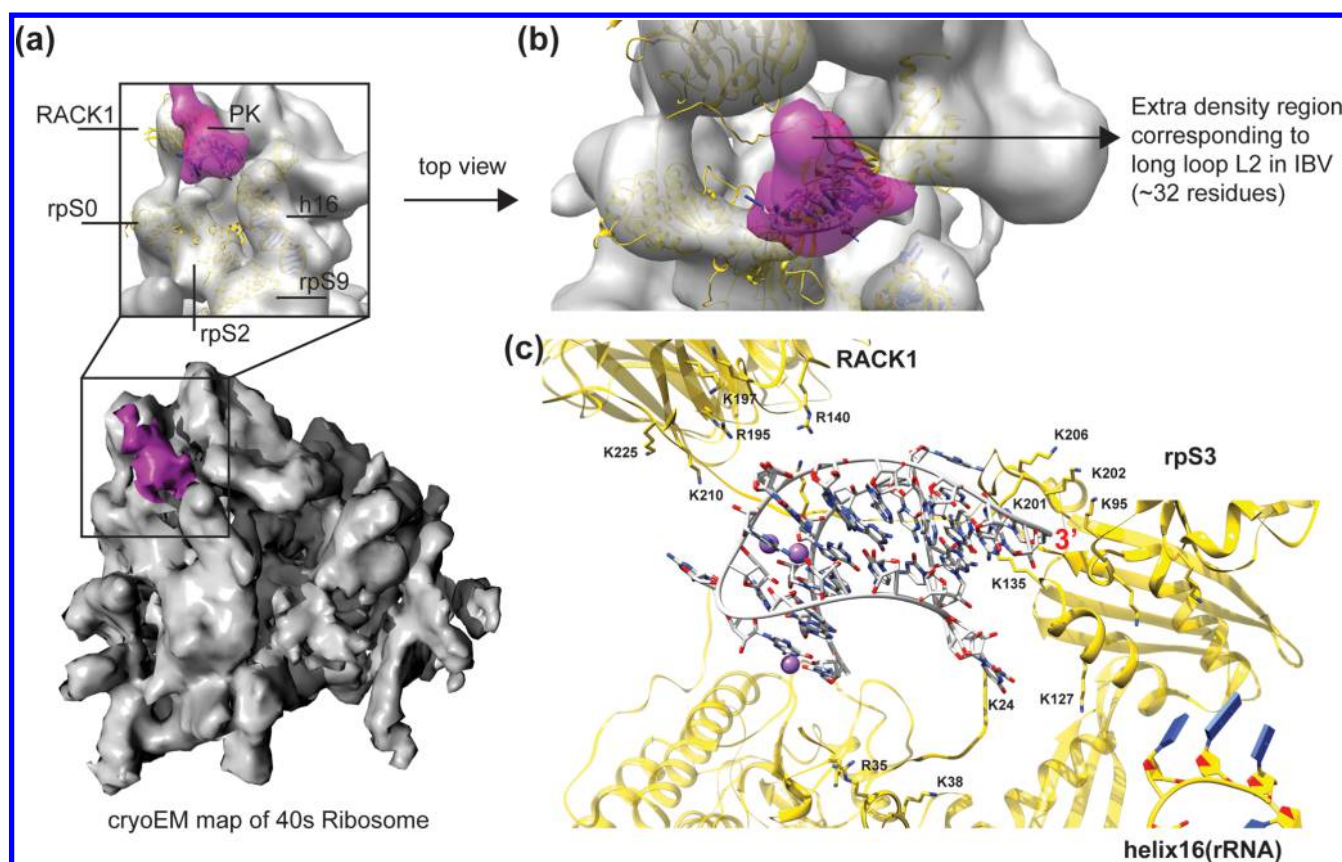 (a)
RACK1
PK
rpS0
h16
rpS9
rpS2
top view
cryoEM map of 40s Ribosome
(b)
Extra density region
corresponding to
long loop L2 in IBV
(~32 residues)
(c)
RACK1
K197
R140
R195
K225
K210
K206
rpS3
K202
K201
K95
3’
K135
K24
K127
R35
K38
helix16(rRNA)